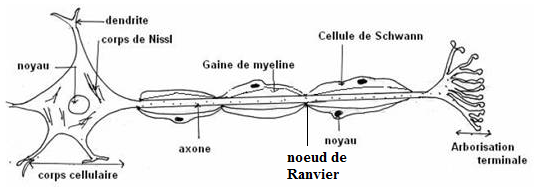 dendrite
corps de Nissl
noyau
corps cellulaire
Gaine de myeline
Cellule de Schwann
axone
noeud de
Ranvier
noyau
Arborisation
terminale